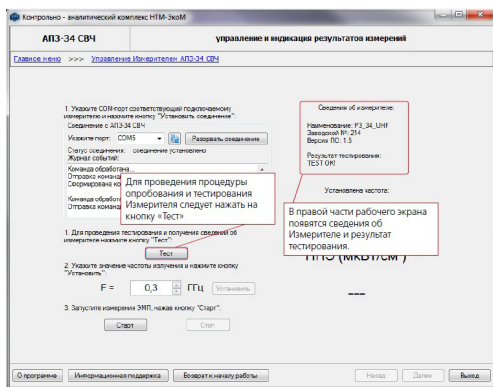 Контрольно - аналитический комплекс НТМ-ЭкоМ
АПЗ-34 СВЧ
управление и индикация результатов измерений
Главное меню >>> Управление Измерителем АПЗ-34 СВЧ
1. Укажите COM-порт соответствующий подключаемому
измерителю и нажмите кнопку "Установить соединение":
Соединение с АПЗ-34 СВЧ
Укажите порт: COM5
Разорвать соединение
Статус соединения: соединение установлено
Журнал событий:
Команда обработана...
Отправка команды
Сформирована ко
Команда обработа
Отправка команд
Для проведения процедуры
опробования и тестирования
Измерителя следует нажать на
кнопку «Тест»
Сведения об измерителе:
Наименование: P3_34_UHF
Заводской №: 214
Версия ПО: 1.5
Результат тестирования:
TEST OK!
Установлена частота:
В правой части рабочего экрана
появятся сведения об
Измерителе и результат
тестирования.
ППЭ (мкВт/см²)
---
1. Для проведения тестирования и получения сведений об
измерителе нажмите кнопку "Тест":
Тест
2. Укажите значение частоты излучения и нажмите кнопку
"Установить":
F = 0,3 ГГц Установить
3. Запустите измерения ЭМП, нажав кнопку "Старт":
Старт Стоп
О программе Информационная поддержка Возврат к началу работы Назад Далее Выход